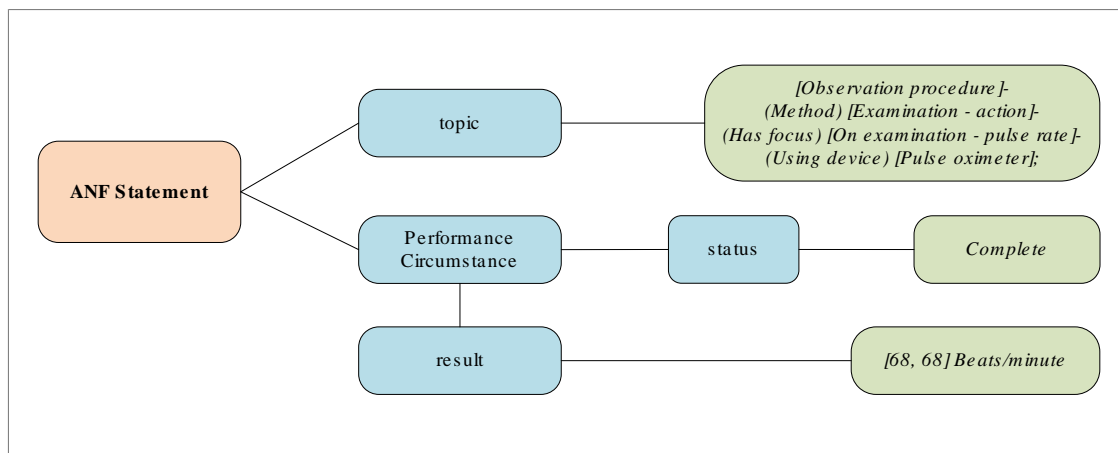 [Observation procedure]-
(Method) [Examination - action]-
(Has focus) [On examination - pulse rate]-
(Using device) [Pulse oximeter];
topic
ANF Statement
Performance
Circumstance
status
Complete
result
[68, 68] Beats/minute